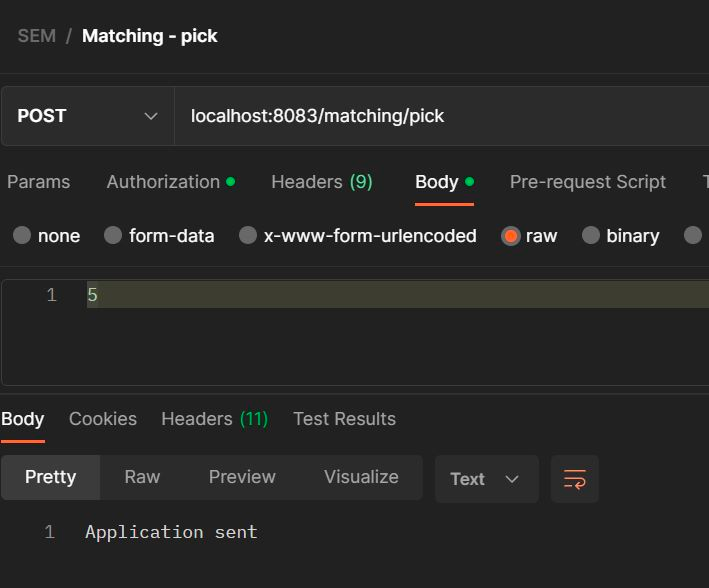 SEM / Matching - pick
POST localhost:8083/matching/pick
Params Authorization Headers (9) Body Pre-request Script
none form-data x-www-form-urlencoded raw binary
1 5
Body Cookies Headers (11) Test Results
Pretty Raw Preview Visualize Text
1 Application sent